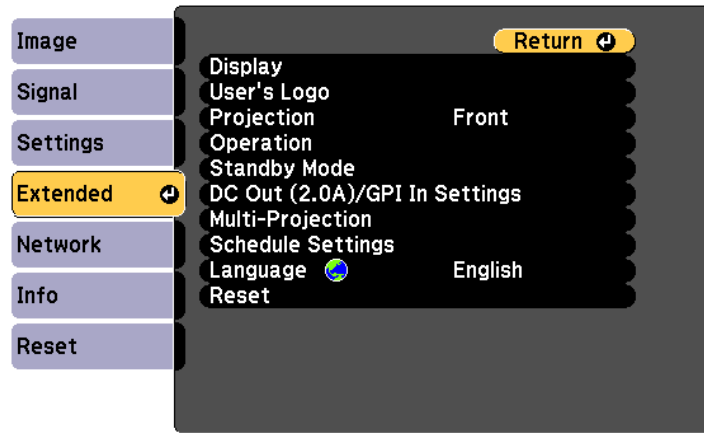 Image
Signal
Settings
Extended
Network
Info
Reset
Return
Display
User's Logo
Projection Front
Operation
Standby Mode
DC Out (2.0A)/GPI In Settings
Multi-Projection
Schedule Settings
Language English
Reset